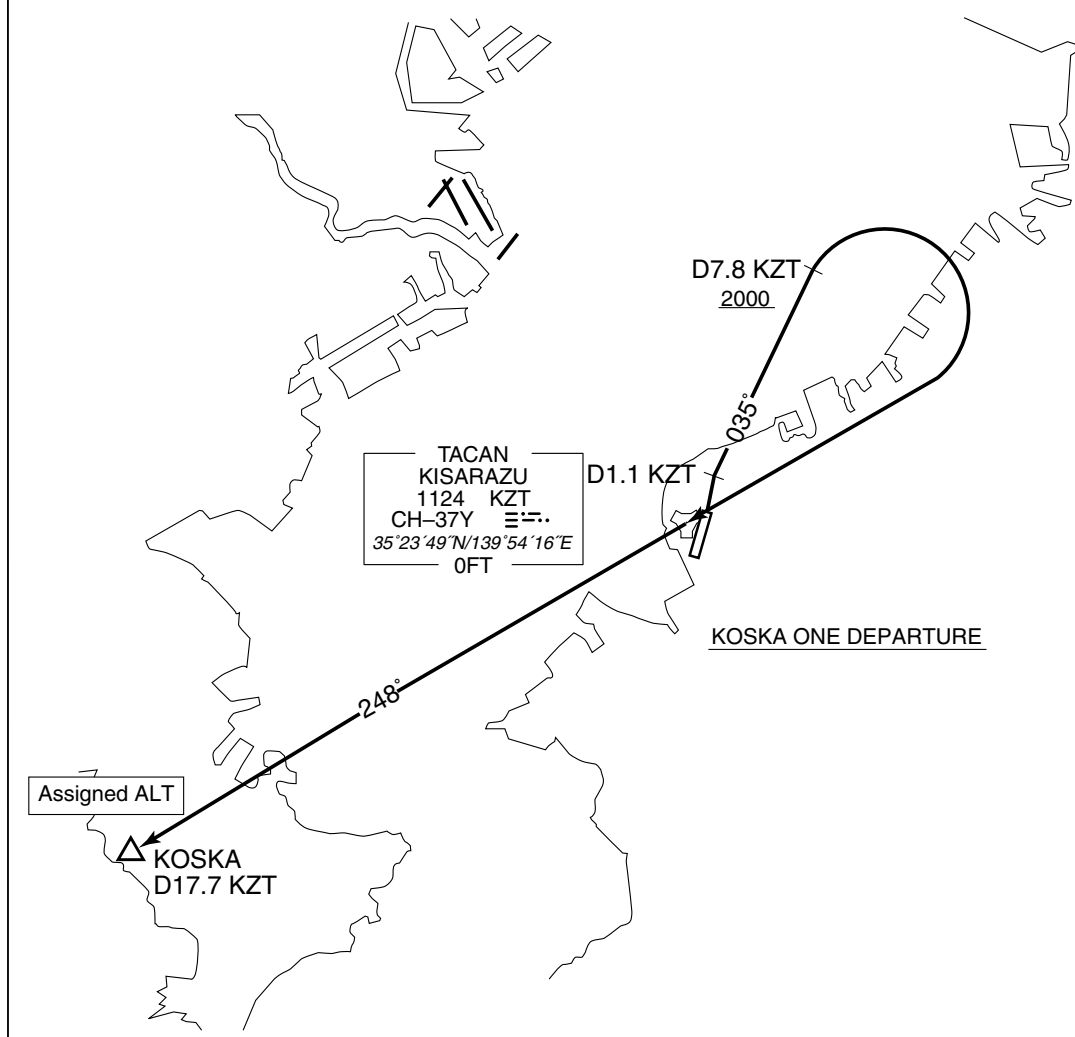 D7.8 KZT
2000
035°
TACAN
KISARAZU
1124 KZT
CH–37Y
35°23´49˝N/139°54´16˝E
0FT
D1.1 KZT
KOSKA ONE DEPARTURE
248°
Assigned ALT
KOSKA
D17.7 KZT